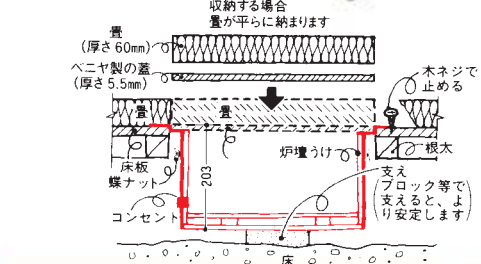 収納する場合
畳が平らに納まります
畳
(厚さ60mm)
ベニヤ製の蓋
(厚さ5.5mm)
木ネジで
止める
畳
畳
床板
蝶ナット
炉壇うけ
根太
203
コンセント
支え
(ブロック等で
支えると、よ
り安定します)
床